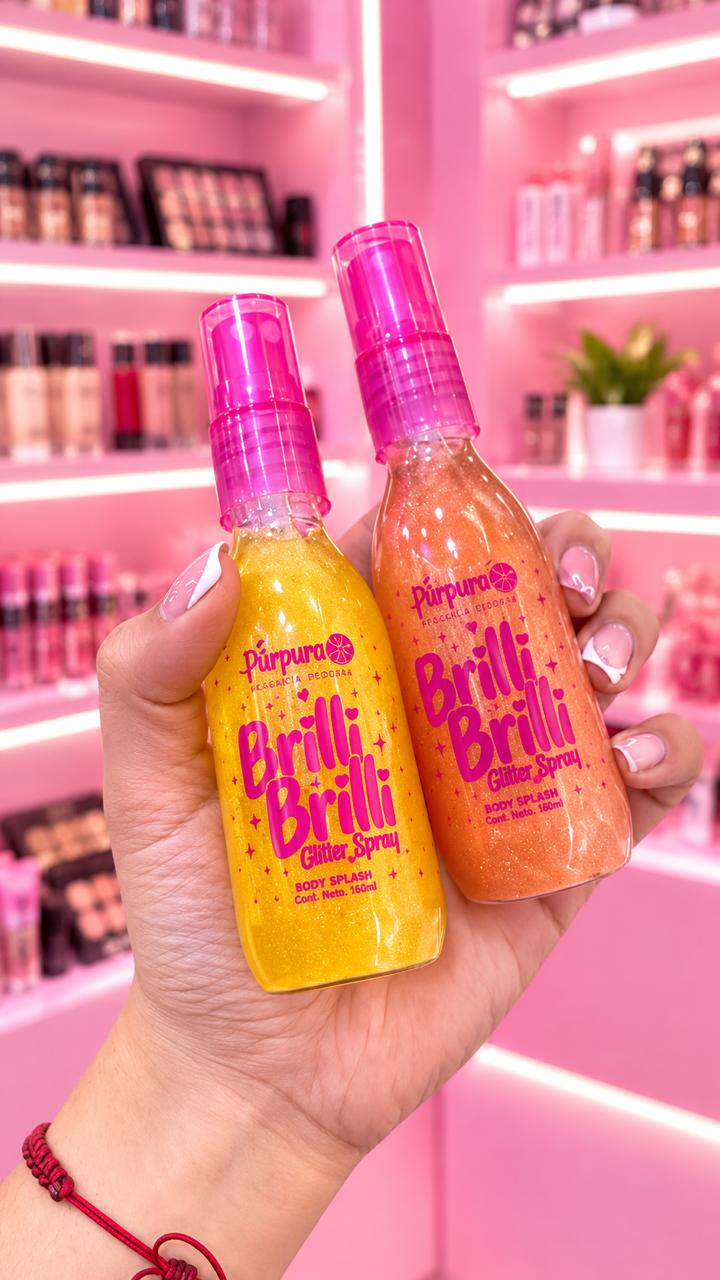 Púrpura
Brilli
Brilli
Glitter Spray
BODY SPLASH
Cont. Neto. 160ml
Púrpura
Brilli
Brilli
Glitter Spray
BODY SPLASH
Cont. Neto. 160ml